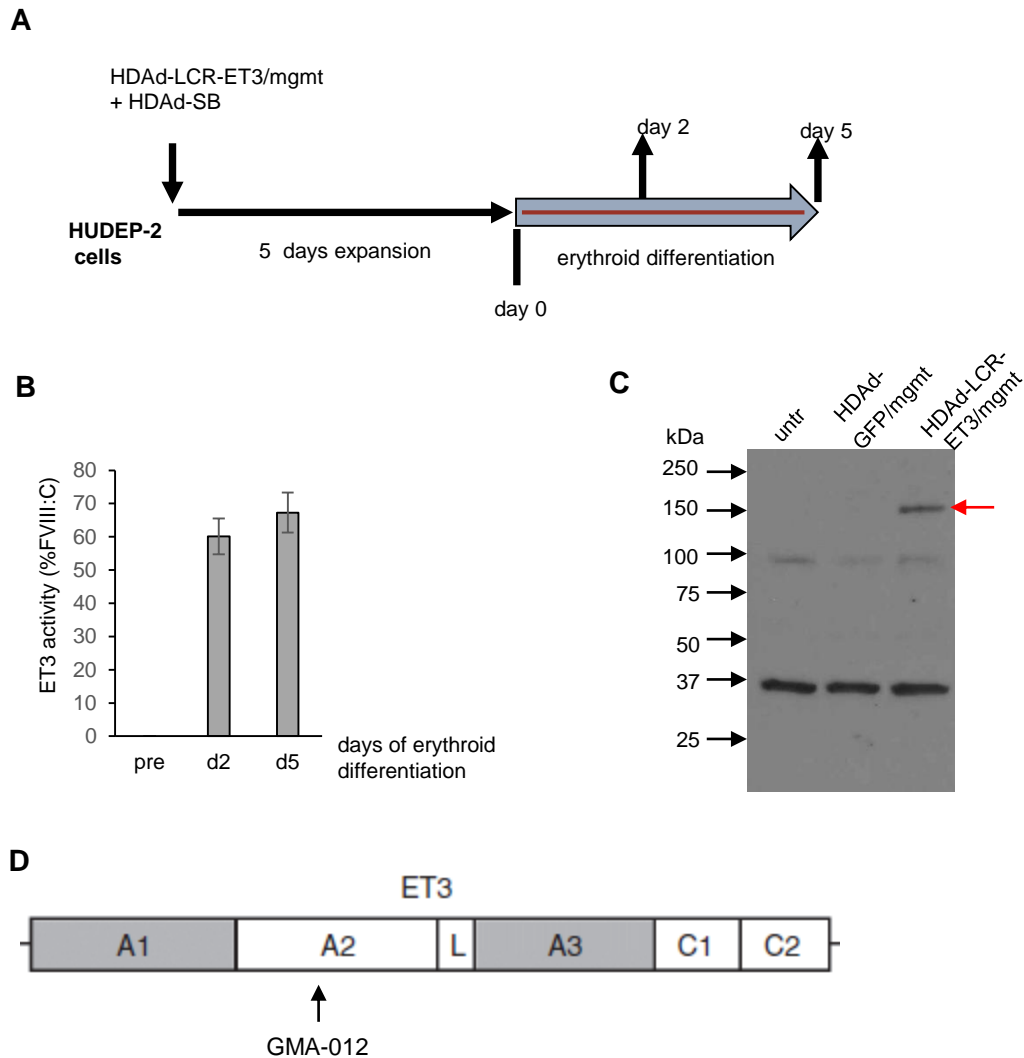 A
HDAd-LCR-ET3/mgmt
+ HDAd-SB
day 2
day 5
HUDEP-2
cells
5 days expansion
erythroid differentiation
day 0
B
ET3 activity (%FVIII:C)
80
70
60
50
40
30
20
10
0
pre
d2
d5
days of erythroid
differentiation
C
kDa
untr
HDAd-
GFP/mgmt
HDAd-LCR-
ET3/mgmt
250
150
100
75
50
37
25
D
ET3
A1 A2 L A3 C1 C2
GMA-012